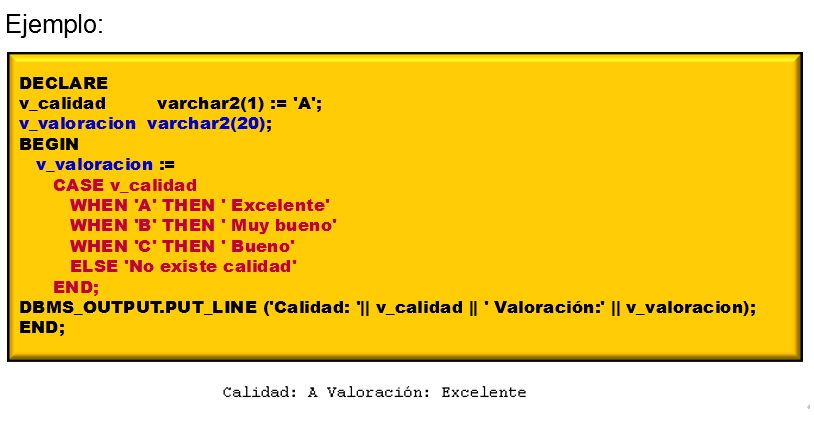 Ejemplo:
DECLARE
v_calidad varchar2(1) := 'A';
v_valoracion varchar2(20);
BEGIN
v_valoracion :=
CASE v_calidad
WHEN 'A' THEN ' Excelente'
WHEN 'B' THEN ' Muy bueno'
WHEN 'C' THEN ' Bueno'
ELSE 'No existe calidad'
END;
DBMS_OUTPUT.PUT_LINE ('Calidad: '|| v_calidad || ' Valoración:' || v_valoracion);
END;
Calidad: A Valoración: Excelente